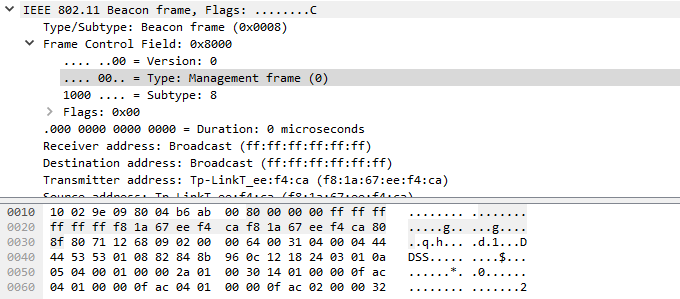 IEEE 802.11 Beacon frame, Flags: ........C
Type/Subtype: Beacon frame (0x0008)
Frame Control Field: 0x8000
.... ..00 = Version: 0
.... 00.. = Type: Management frame (0)
1000 .... = Subtype: 8
Flags: 0x00
.000 0000 0000 0000 = Duration: 0 microseconds
Receiver address: Broadcast (ff:ff:ff:ff:ff:ff)
Destination address: Broadcast (ff:ff:ff:ff:ff:ff)
Transmitter address: Tp-LinkT_ee:f4:ca (f8:1a:67:ee:f4:ca)
Source address: Tp-LinkT_ee:f4:ca (f8:1a:67:ee:f4:ca)
0010 10 02 9e 09 80 04 b6 ab 00 80 00 00 00 ff ff ff ........ ........
0020 ff ff ff f8 1a 67 ee f4 ca f8 1a 67 ee f4 ca 80 .....g.. ...g....
0030 8f 80 71 12 68 09 02 00 00 64 00 31 04 00 04 44 ..q.h... .d.1...D
0040 44 53 53 01 08 82 84 8b 96 0c 12 18 24 03 01 0a DSS..... ....$...
0050 05 04 00 01 00 00 2a 01 00 30 14 01 00 00 0f ac ......*. .0......
0060 04 01 00 00 0f ac 04 01 00 00 0f ac 02 00 00 32 ........ .......2